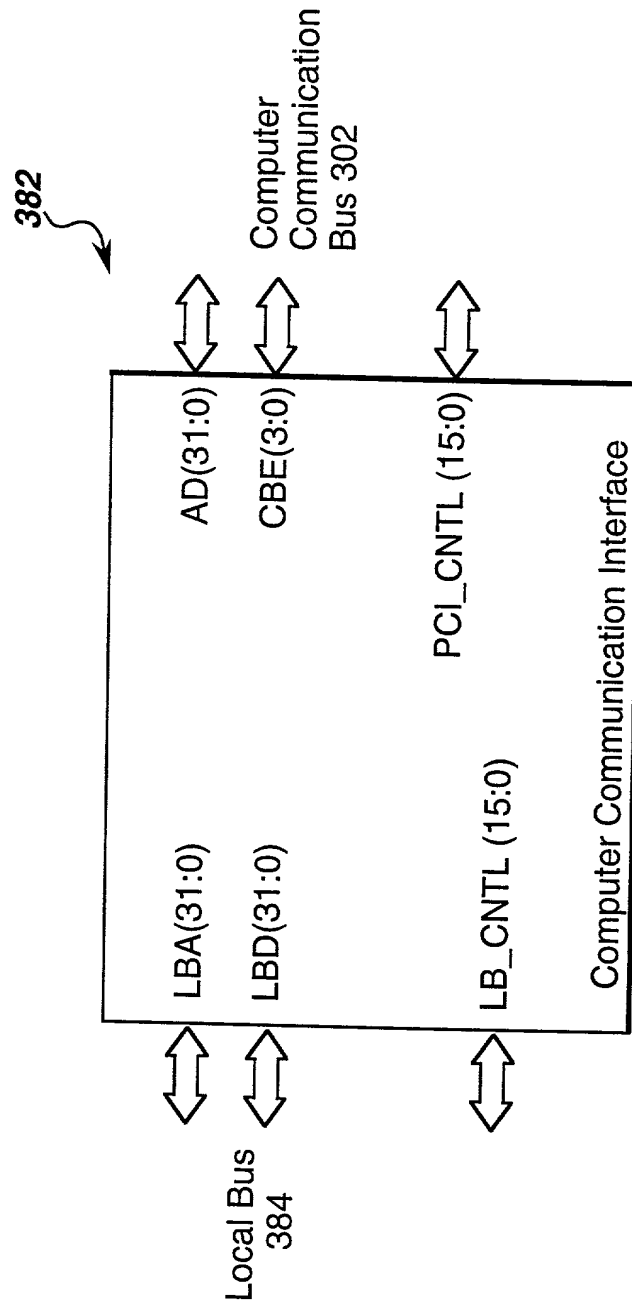 382
Local Bus
384
LBA(31:0)
LBD(31:0)
LB_CNTL (15:0)
AD(31:0)
CBE(3:0)
PCI_CNTL (15:0)
Computer
Communication
Bus 302
Computer Communication Interface